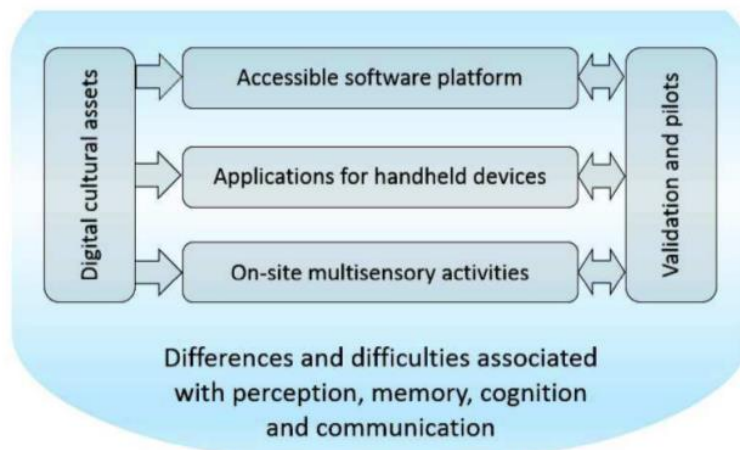 Digital cultural assets
Accessible software platform
Applications for handheld devices
On-site multisensory activities
Validation and pilots
Differences and difficulties associated
with perception, memory, cognition
and communication